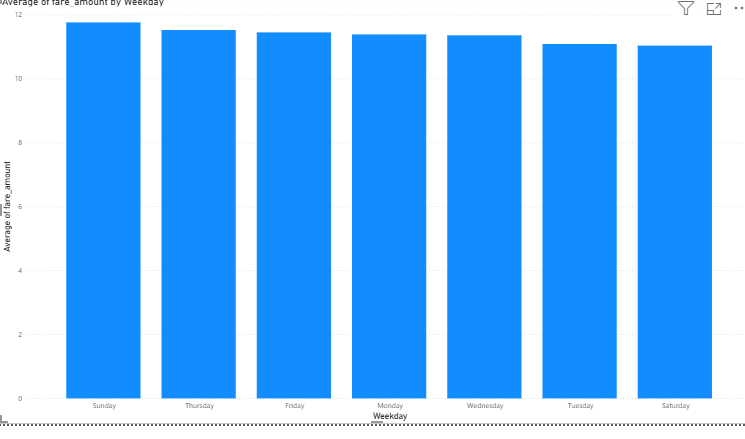 Average of fare_amount by Weekday
12
10
8
6
4
2
0
Average of fare_amount
Sunday
Thursday
Friday
Monday
Wednesday
Tuesday
Saturday
Weekday